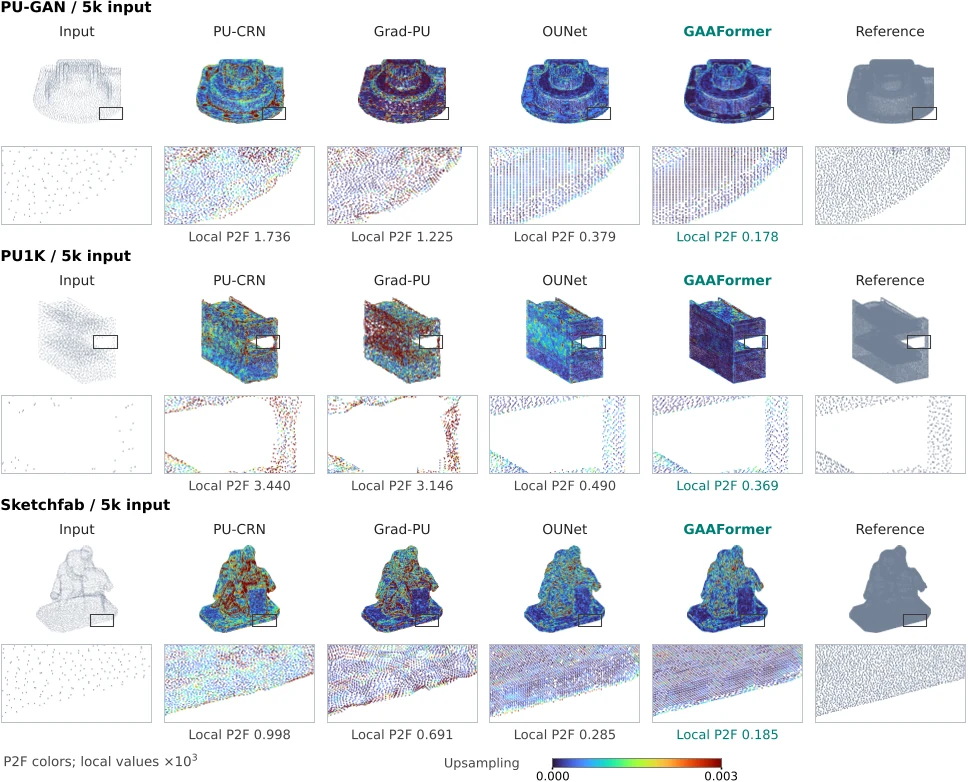 PU-GAN / 5k input
Input PU-CRN Grad-PU OUNet GAAFormer Reference
Local P2F 1.736 Local P2F 1.225 Local P2F 0.379 Local P2F 0.178
PU1K / 5k input
Input PU-CRN Grad-PU OUNet GAAFormer Reference
Local P2F 3.440 Local P2F 3.146 Local P2F 0.490 Local P2F 0.369
Sketchfab / 5k input
Input PU-CRN Grad-PU OUNet GAAFormer Reference
Local P2F 0.998 Local P2F 0.691 Local P2F 0.285 Local P2F 0.185
P2F colors; local values ×10³ Upsampling
0.000 0.003